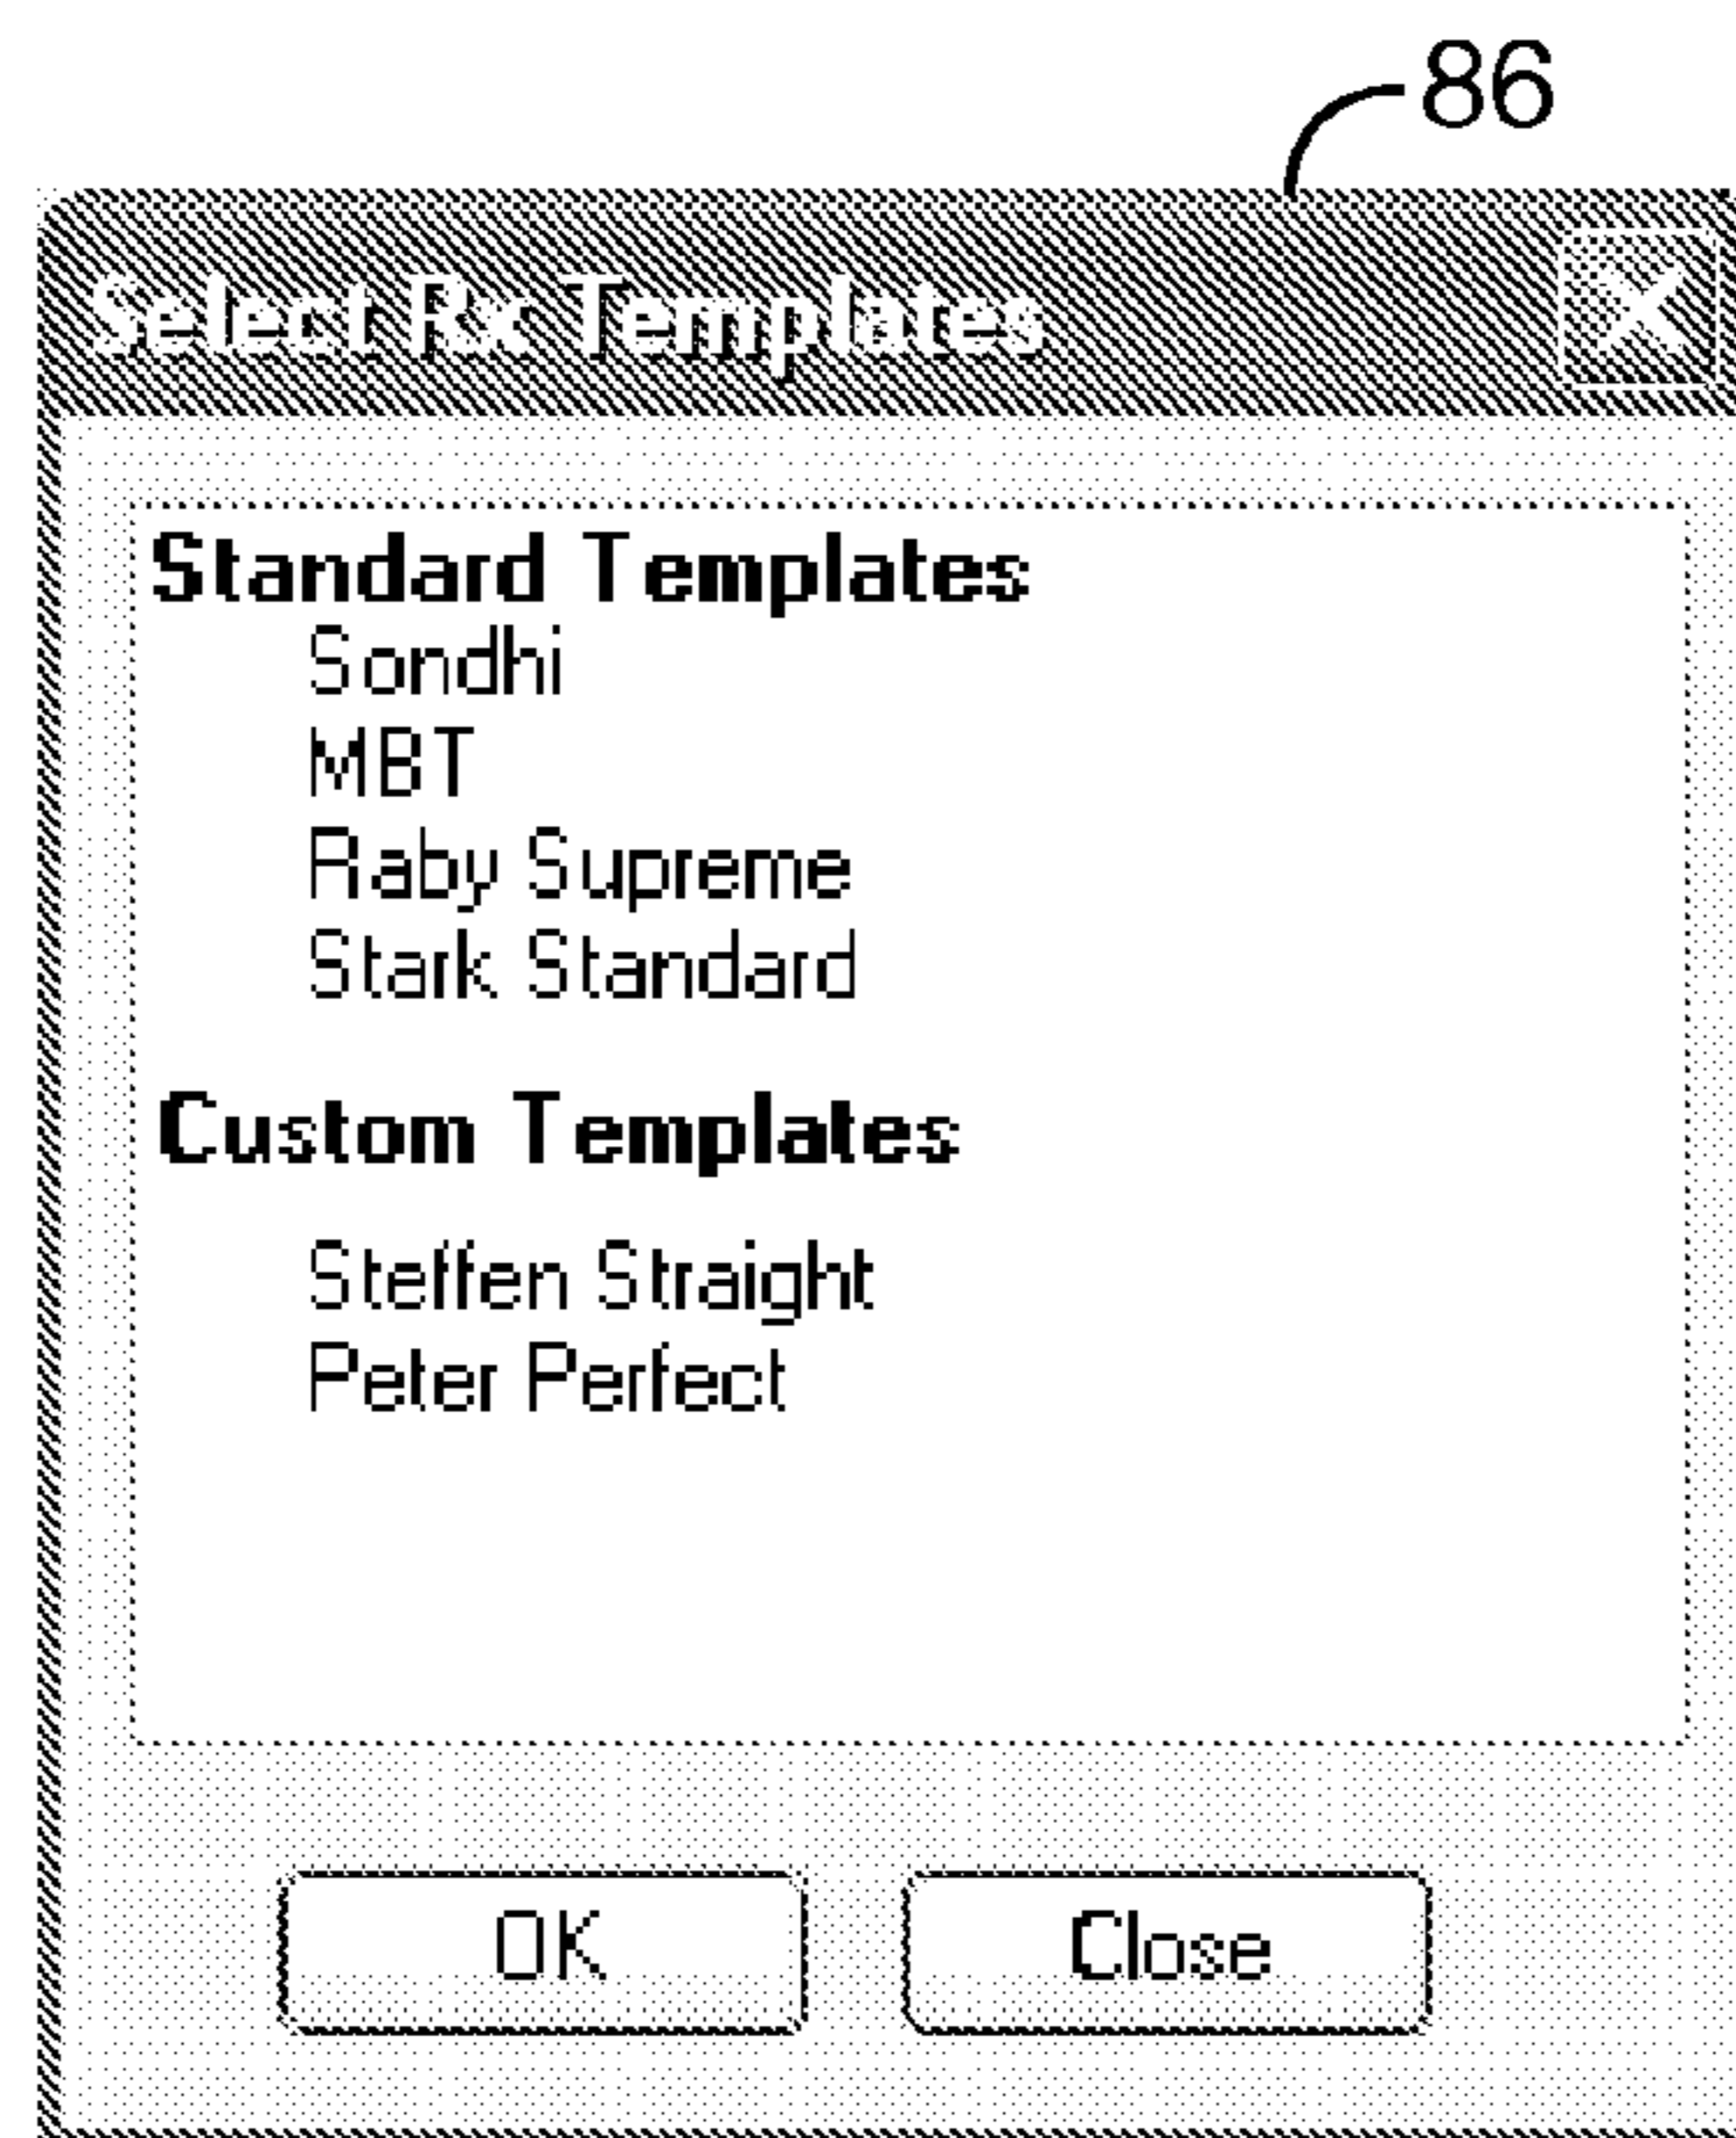 86
Select Rx Templates
Standard Templates
Sondhi
MBT
Raby Supreme
Stark Standard
Custom Templates
Steffen Straight
Peter Perfect
OK
Close